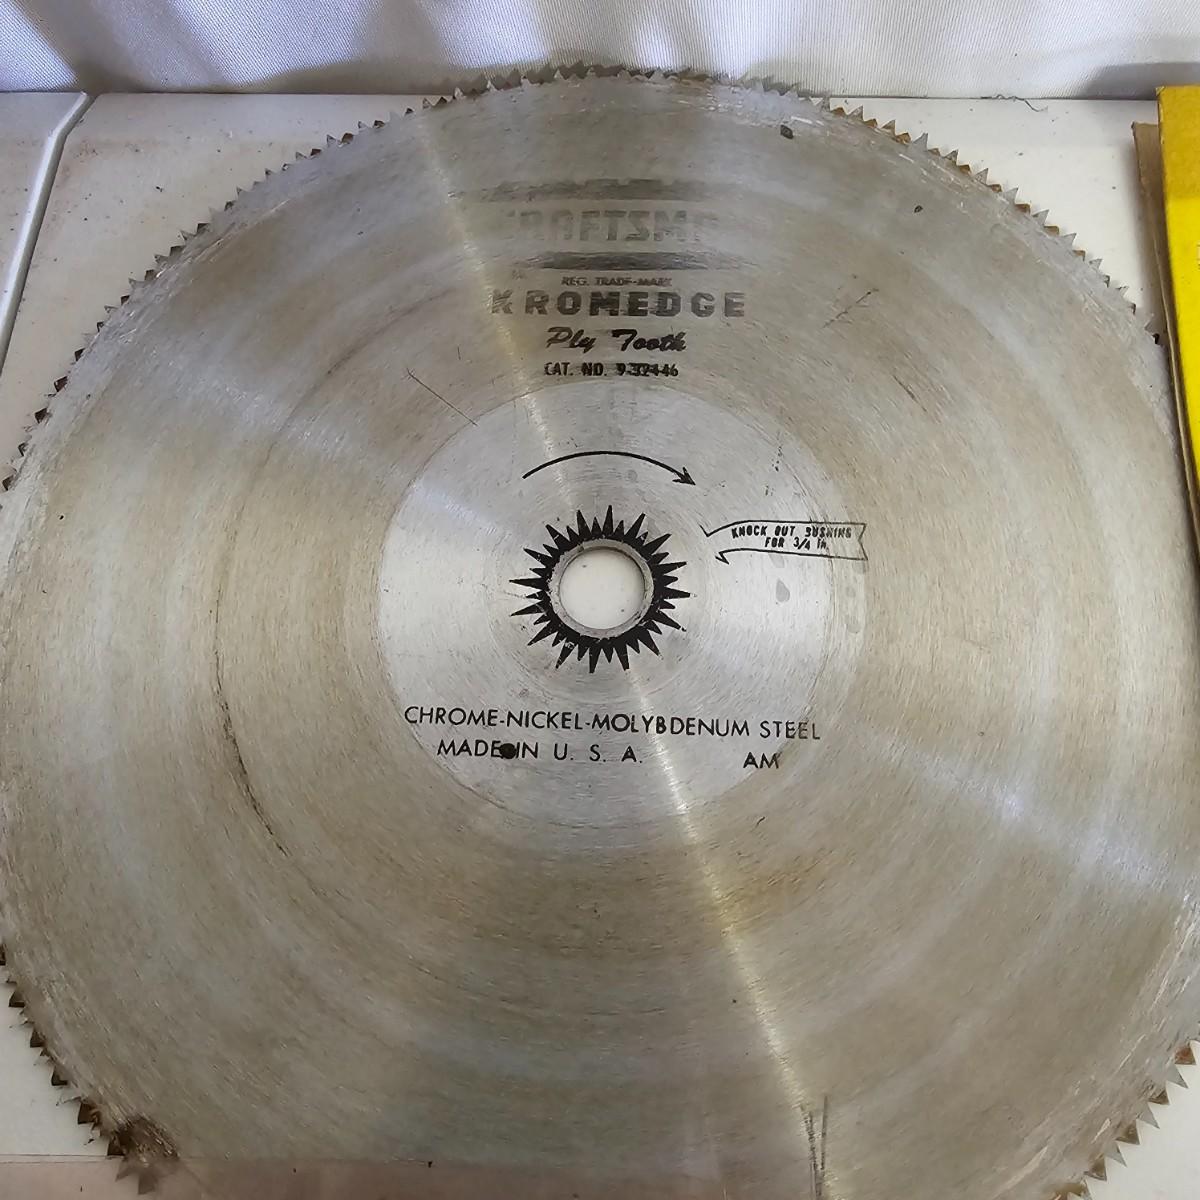 CRAFTSMA
REG. TRADE-MARK
KROMEDGE
Ply Tooth
CAT. NO. 9-32446
KNOCK OUT BUSHING
FOR 3/4 IN.
CHROME-NICKEL-MOLYBDENUM STEEL
MADE IN U. S. A. AM